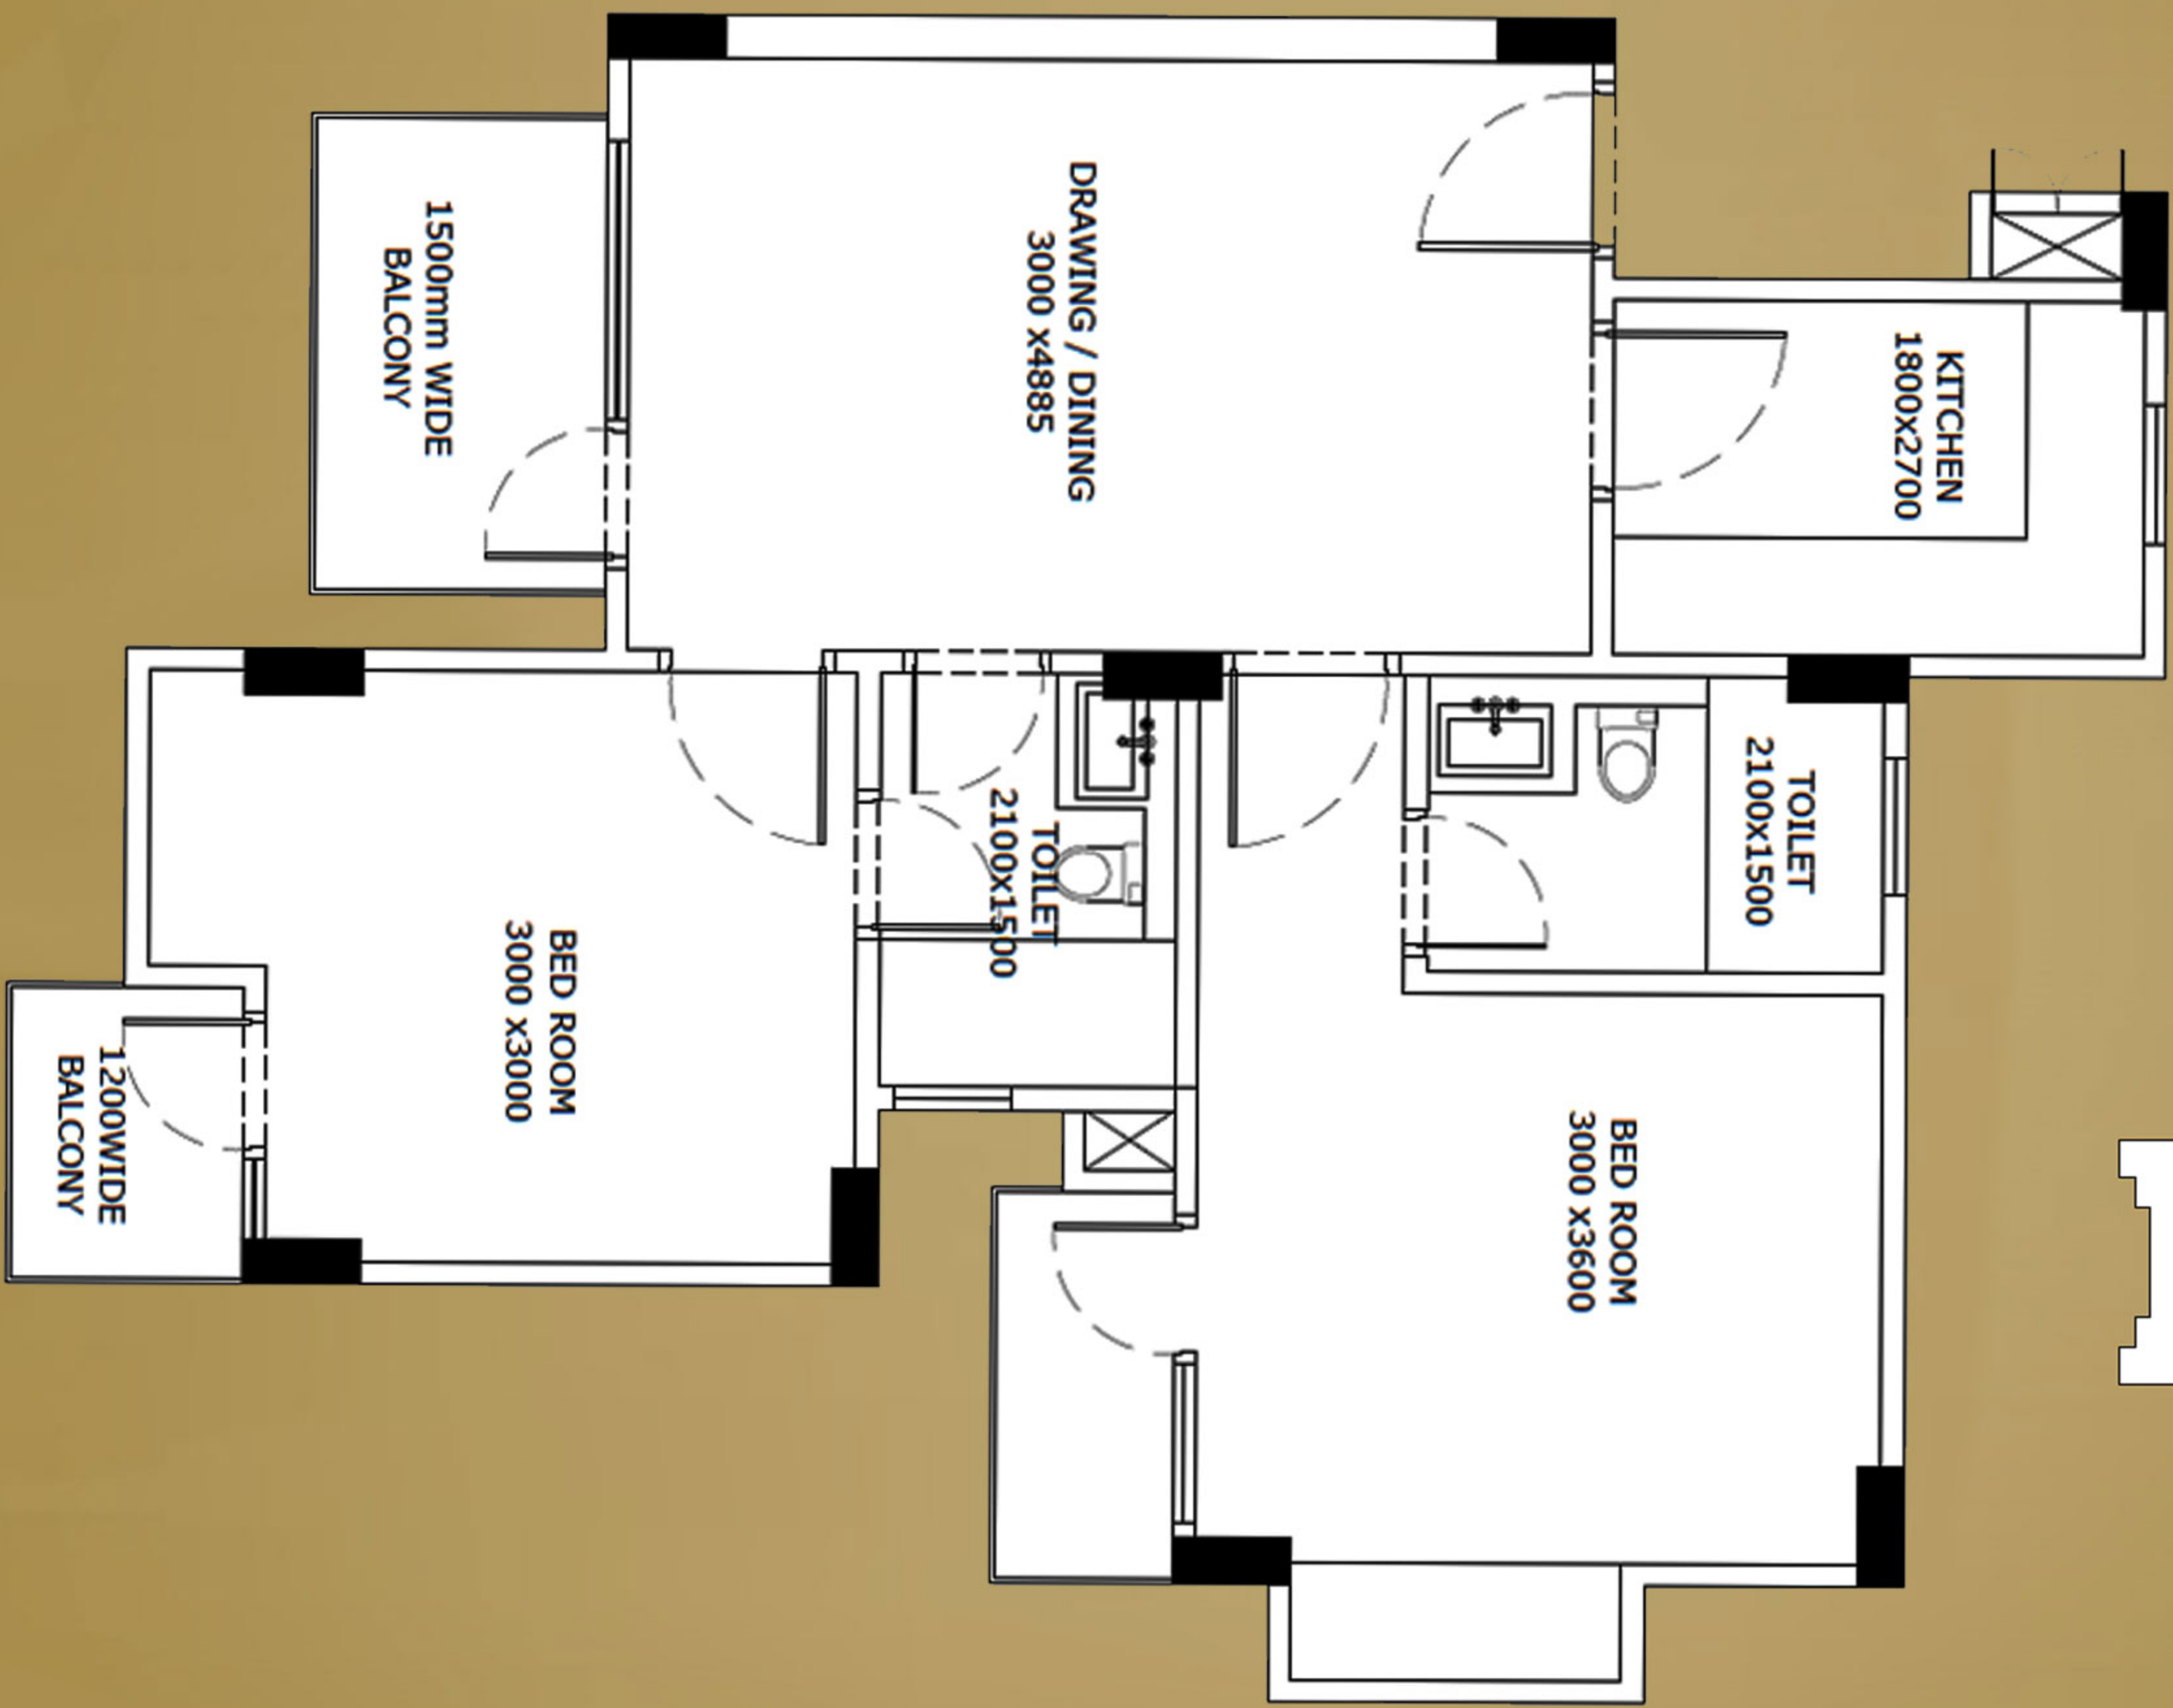 KITCHEN
1800x2700
TOILET
2100x1500
BED ROOM
3000 x3600
DRAWING / DINING
3000 x4885
TOILET
2100x1500
BED ROOM
3000 x3000
1500mm WIDE
BALCONY
1200WIDE
BALCONY